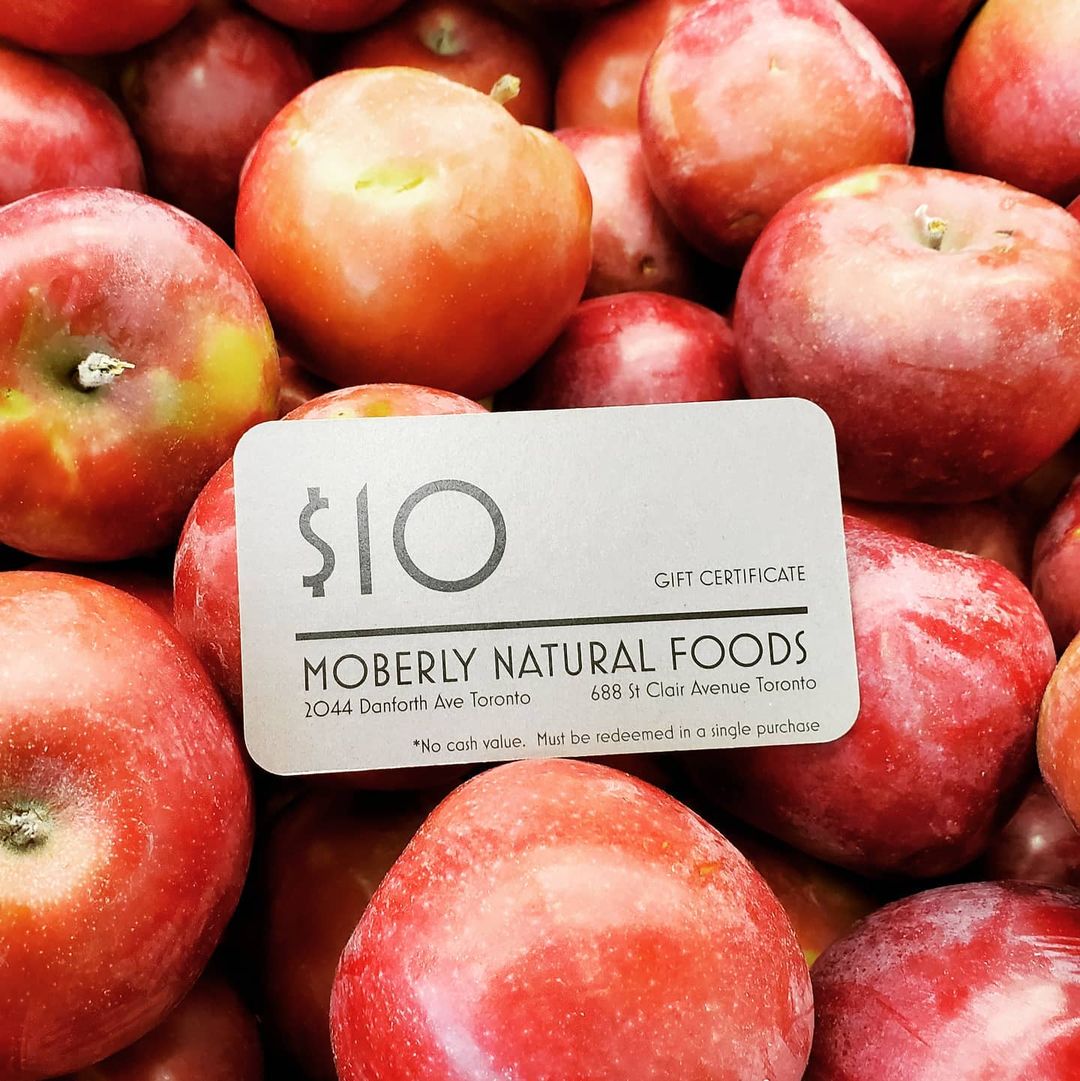 $10
GIFT CERTIFICATE
MOBERLY NATURAL FOODS
2044 Danforth Ave Toronto 688 St Clair Avenue Toronto
*No cash value. Must be redeemed in a single purchase